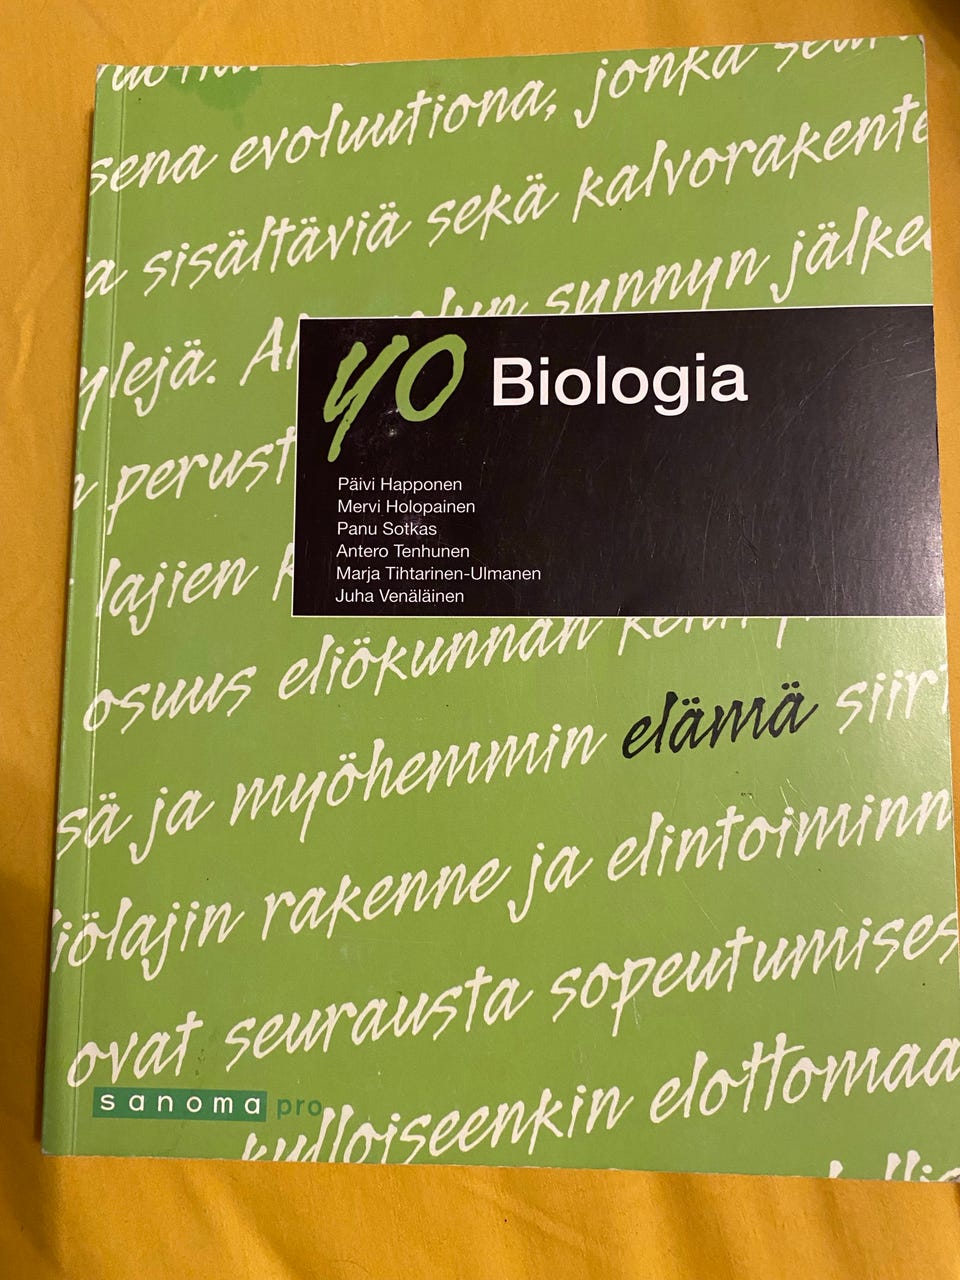 sena evoluutiona, jonka
a sisältäviä sekä kalvorakente
synnyn jälke
ylejä.
YO Biologia
perust
Päivi Happonen
Mervi Holopainen
Panu Sotkas
Antero Tenhunen
Marja Tihtarinen-Ulmanen
Juha Venäläinen
lajien
osuus eliökunnan
sä ja myöhemmin elämä siir
iölajin rakenne ja elintoiminn
ovat seurausta sopeutumises
sanoma pro
kulloiseenkin elottomaa